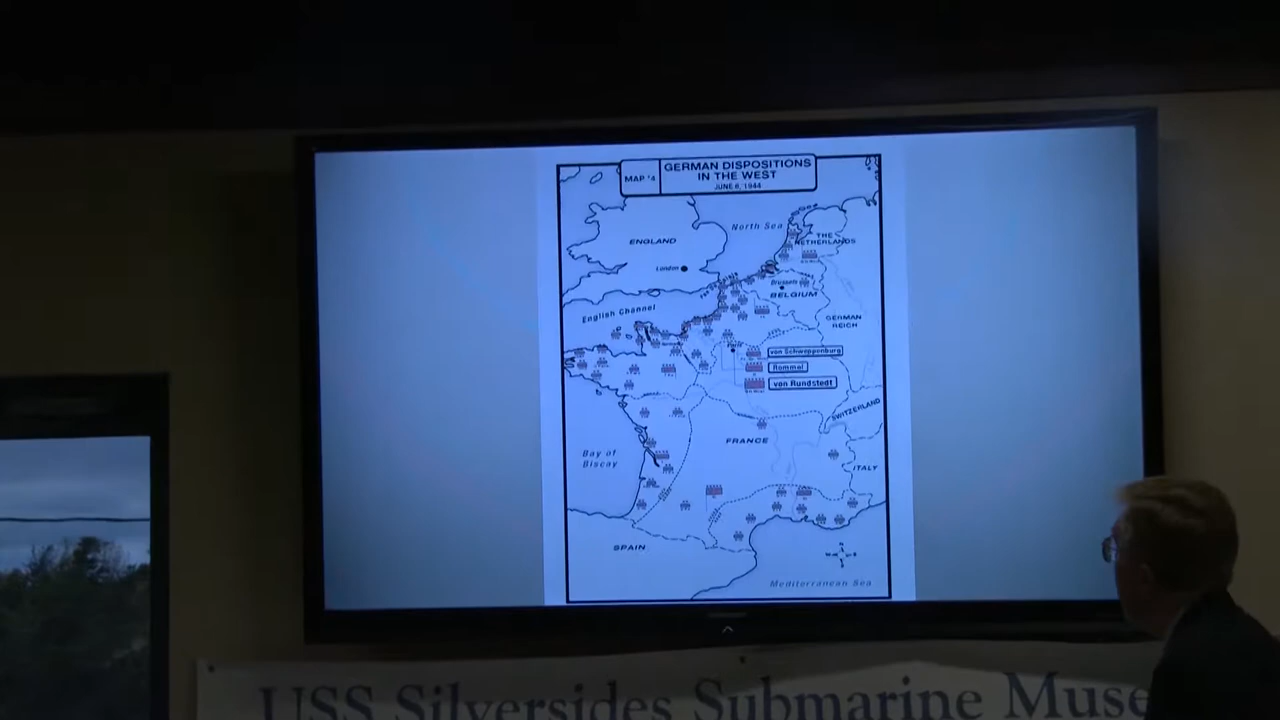 MAP '4
GERMAN DISPOSITIONS
IN THE WEST
JUNE 6, 1944
North Sea
THE
NETHERLANDS
ENGLAND
London
Brussels
BELGIUM
English Channel
GERMAN
REICH
Paris
von Schweppenburg
Rommel
von Rundstedt
SWITZERLAND
FRANCE
Bay of
Biscay
ITALY
SPAIN
N
W
E
S
Mediterranean Sea
USS Silversides Submarine Muse